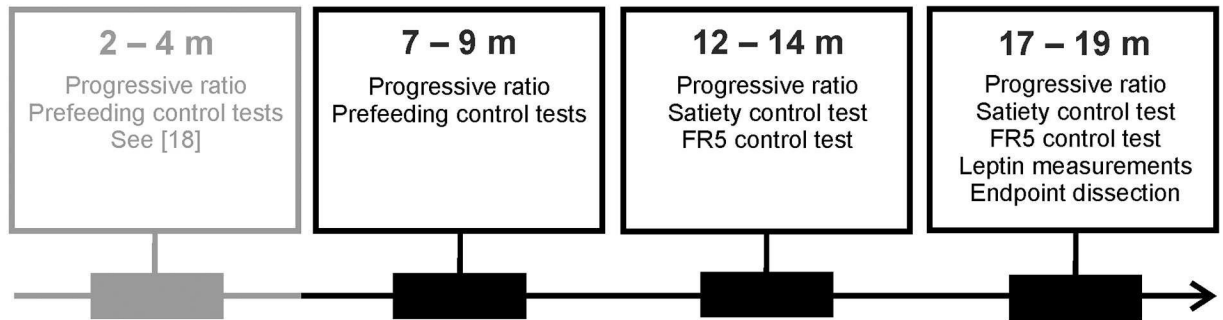 2 – 4 m
Progressive ratio
Prefeeding control tests
See [18]
7 – 9 m
Progressive ratio
Prefeeding control tests
12 – 14 m
Progressive ratio
Satiety control test
FR5 control test
17 – 19 m
Progressive ratio
Satiety control test
FR5 control test
Leptin measurements
Endpoint dissection